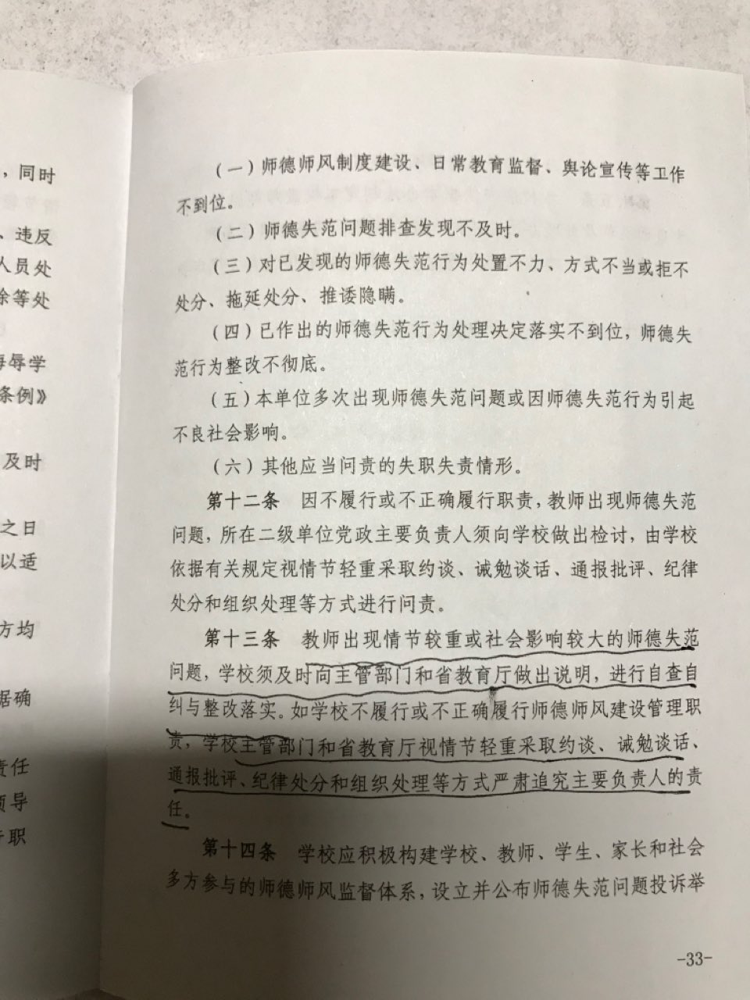 ，同时
、违反
人员处
除等处
侮辱学
条例》
及时
之日
以适
方均
据确
责任
领导
行职
（一）师德师风制度建设、日常教育监督、舆论宣传等工作
不到位。
（二）师德失范问题排查发现不及时。
（三）对已发现的师德失范行为处置不力、方式不当或拒不
处分、拖延处分、推诿隐瞒。
（四）已作出的师德失范行为处理决定落实不到位，师德失
范行为整改不彻底。
（五）本单位多次出现师德失范问题或因师德失范行为引起
不良社会影响。
（六）其他应当问责的失职失责情形。
第十二条 因不履行或不正确履行职责，教师出现师德失范
问题，所在二级单位党政主要负责人须向学校做出检讨，由学校
依据有关规定视情节轻重采取约谈、诫勉谈话、通报批评、纪律
处分和组织处理等方式进行问责。
第十三条 教师出现情节较重或社会影响较大的师德失范
问题，学校须及时向主管部门和省教育厅做出说明，进行自查自
纠与整改落实。如学校不履行或不正确履行师德师风建设管理职
责，学校主管部门和省教育厅视情节轻重采取约谈、诫勉谈话、
通报批评、纪律处分和组织处理等方式严肃追究主要负责人的责
任。
第十四条 学校应积极构建学校、教师、学生、家长和社会
多方参与的师德师风监督体系，设立并公布师德失范问题投诉举
-33-